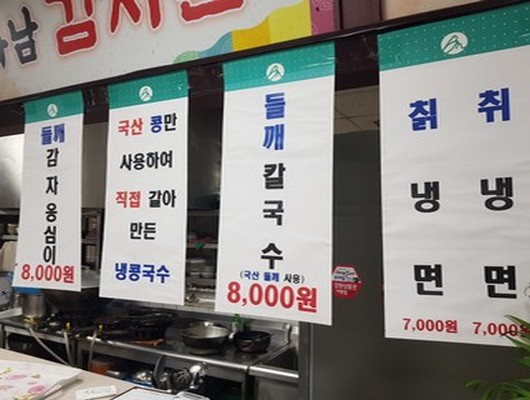 들깨
감자옹심이
8,000원
국산 콩만
사용하여
직접 갈아
만든
냉콩국수
들깨
칼국수
(국산 들깨 사용)
8,000원
칡
냉
면
7,000원
취
냉
면
7,000원